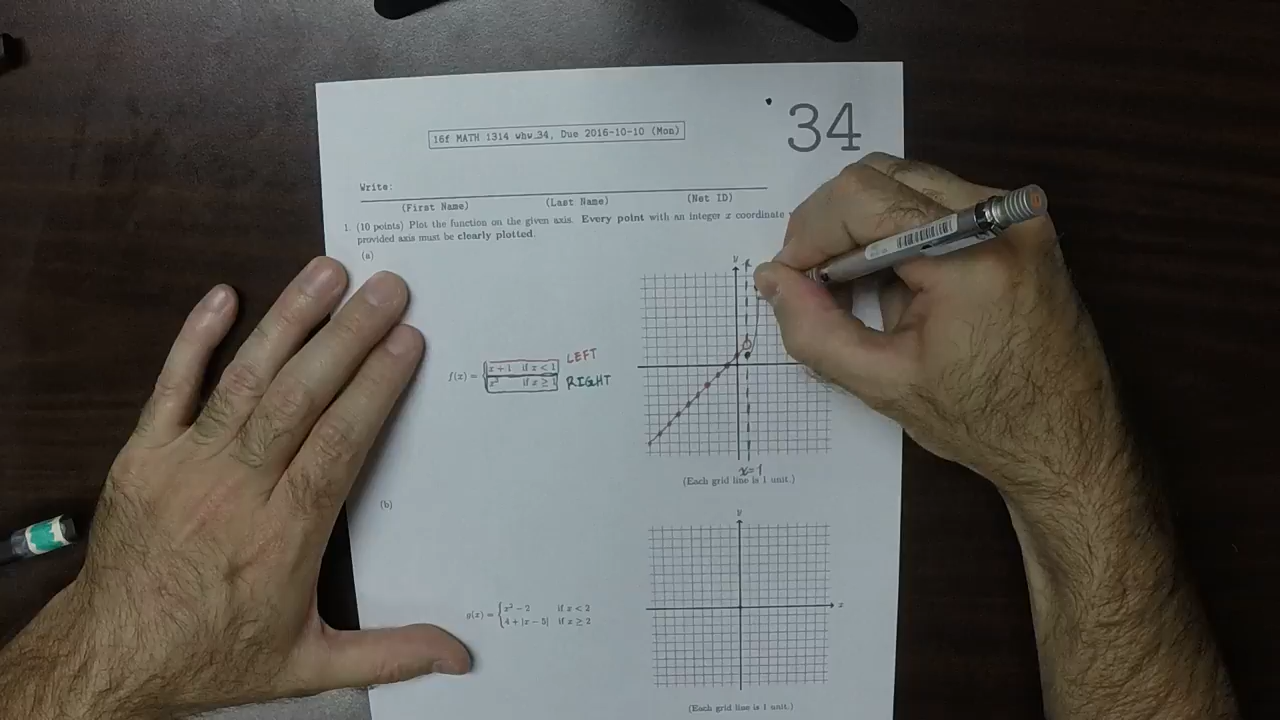 34
16f MATH 1314 whw_34, Due 2016-10-10 (Mon)
Write:
(First Name) (Last Name) (Net ID)
1. (10 points) Plot the function on the given axis. Every point with an integer x coordinate
provided axis must be clearly plotted.
(a)
y
LEFT
f(x) = { x + 1 if x < 1
x² if x ≥ 1
RIGHT
x=1
(Each grid line is 1 unit.)
(b)
y
g(x) = { x² − 2 if x < 2
4 + |x − 5| if x ≥ 2
x
(Each grid line is 1 unit.)